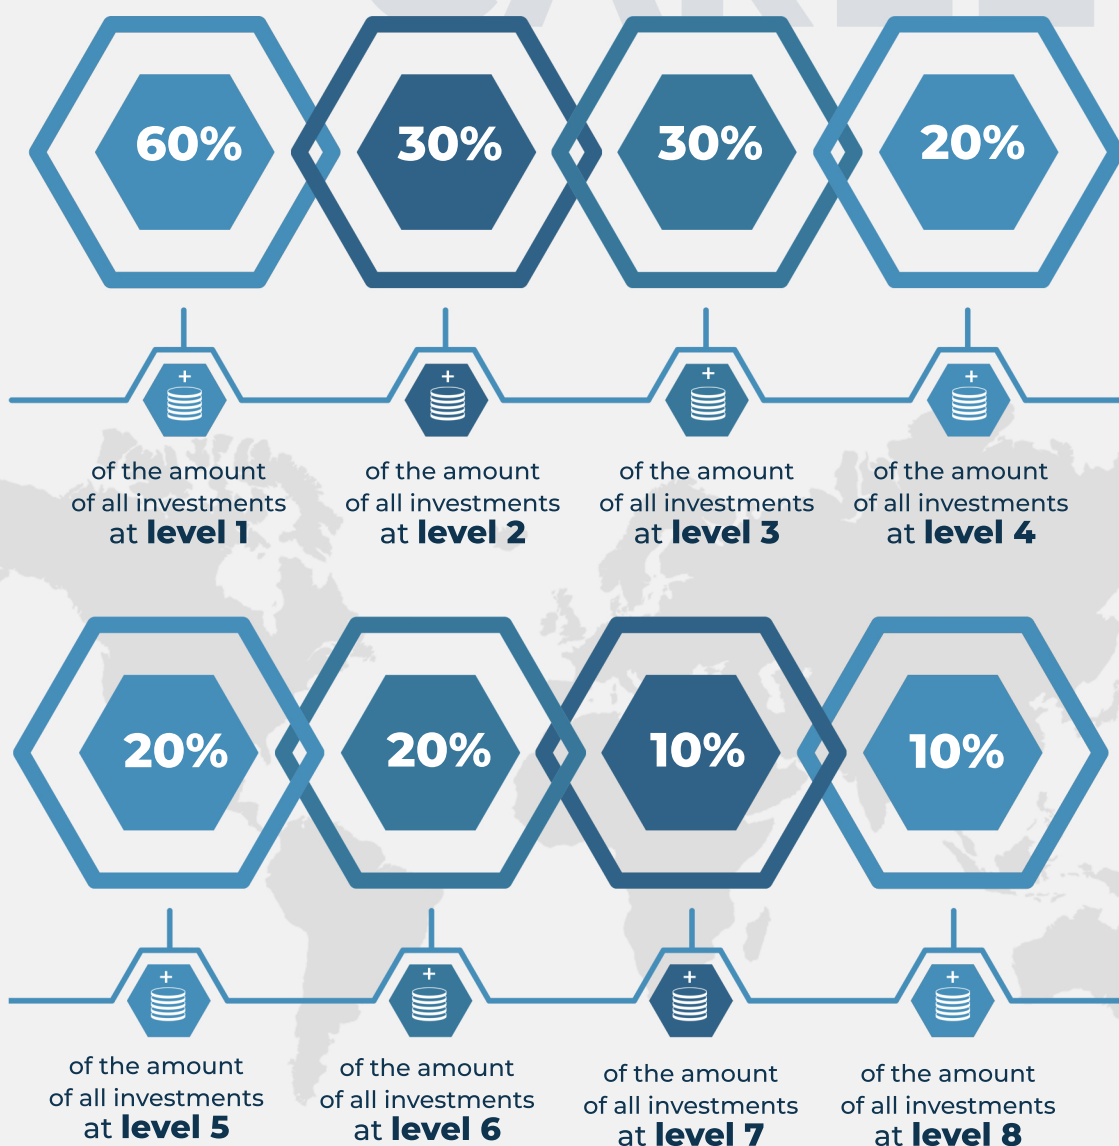 60%
30%
30%
20%
of the amount
of all investments
at level 1
of the amount
of all investments
at level 2
of the amount
of all investments
at level 3
of the amount
of all investments
at level 4
20%
20%
10%
10%
of the amount
of all investments
at level 5
of the amount
of all investments
at level 6
of the amount
of all investments
at level 7
of the amount
of all investments
at level 8